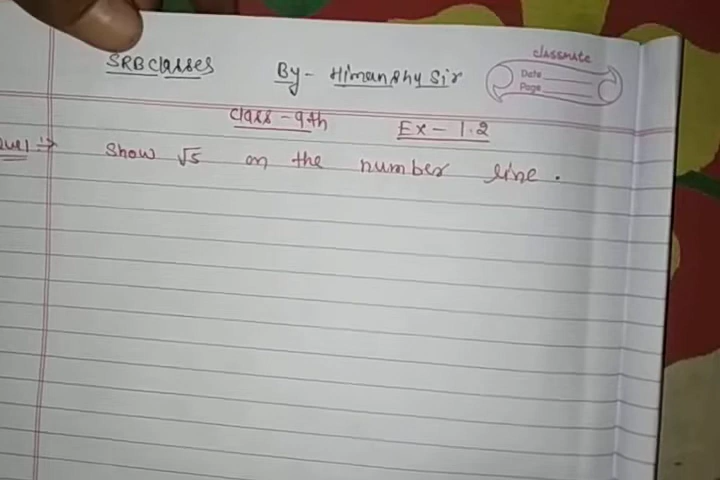 classmate
SRB Classes By- Himanshu Sir
Date
Page
Class - 9th Ex - 1.2
Show √5 on the number line.